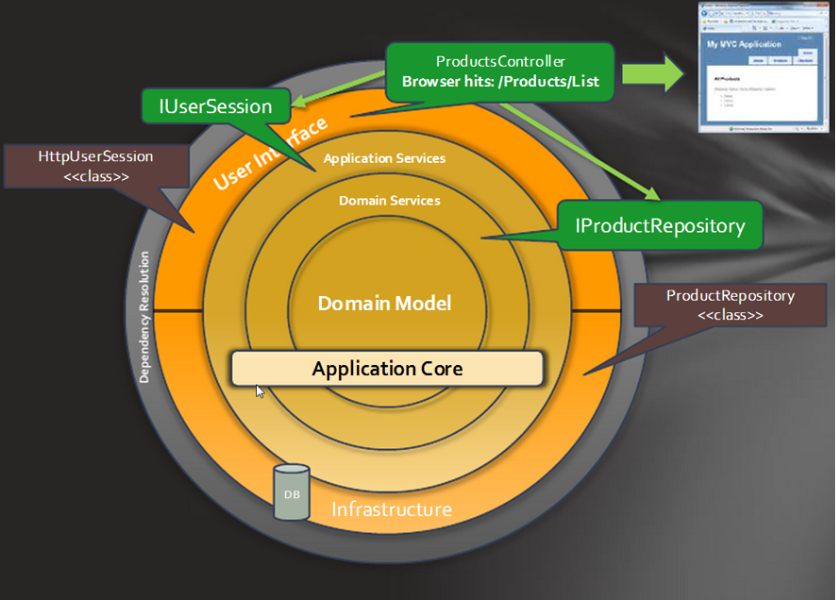 My MVC Application
All Products
ProductsController
Browser hits: /Products/List
IUserSession
HttpUserSession
<<class>>
User Interface
Application Services
Domain Services
IProductRepository
Dependency Resolution
Domain Model
ProductRepository
<<class>>
Application Core
DB
Infrastructure